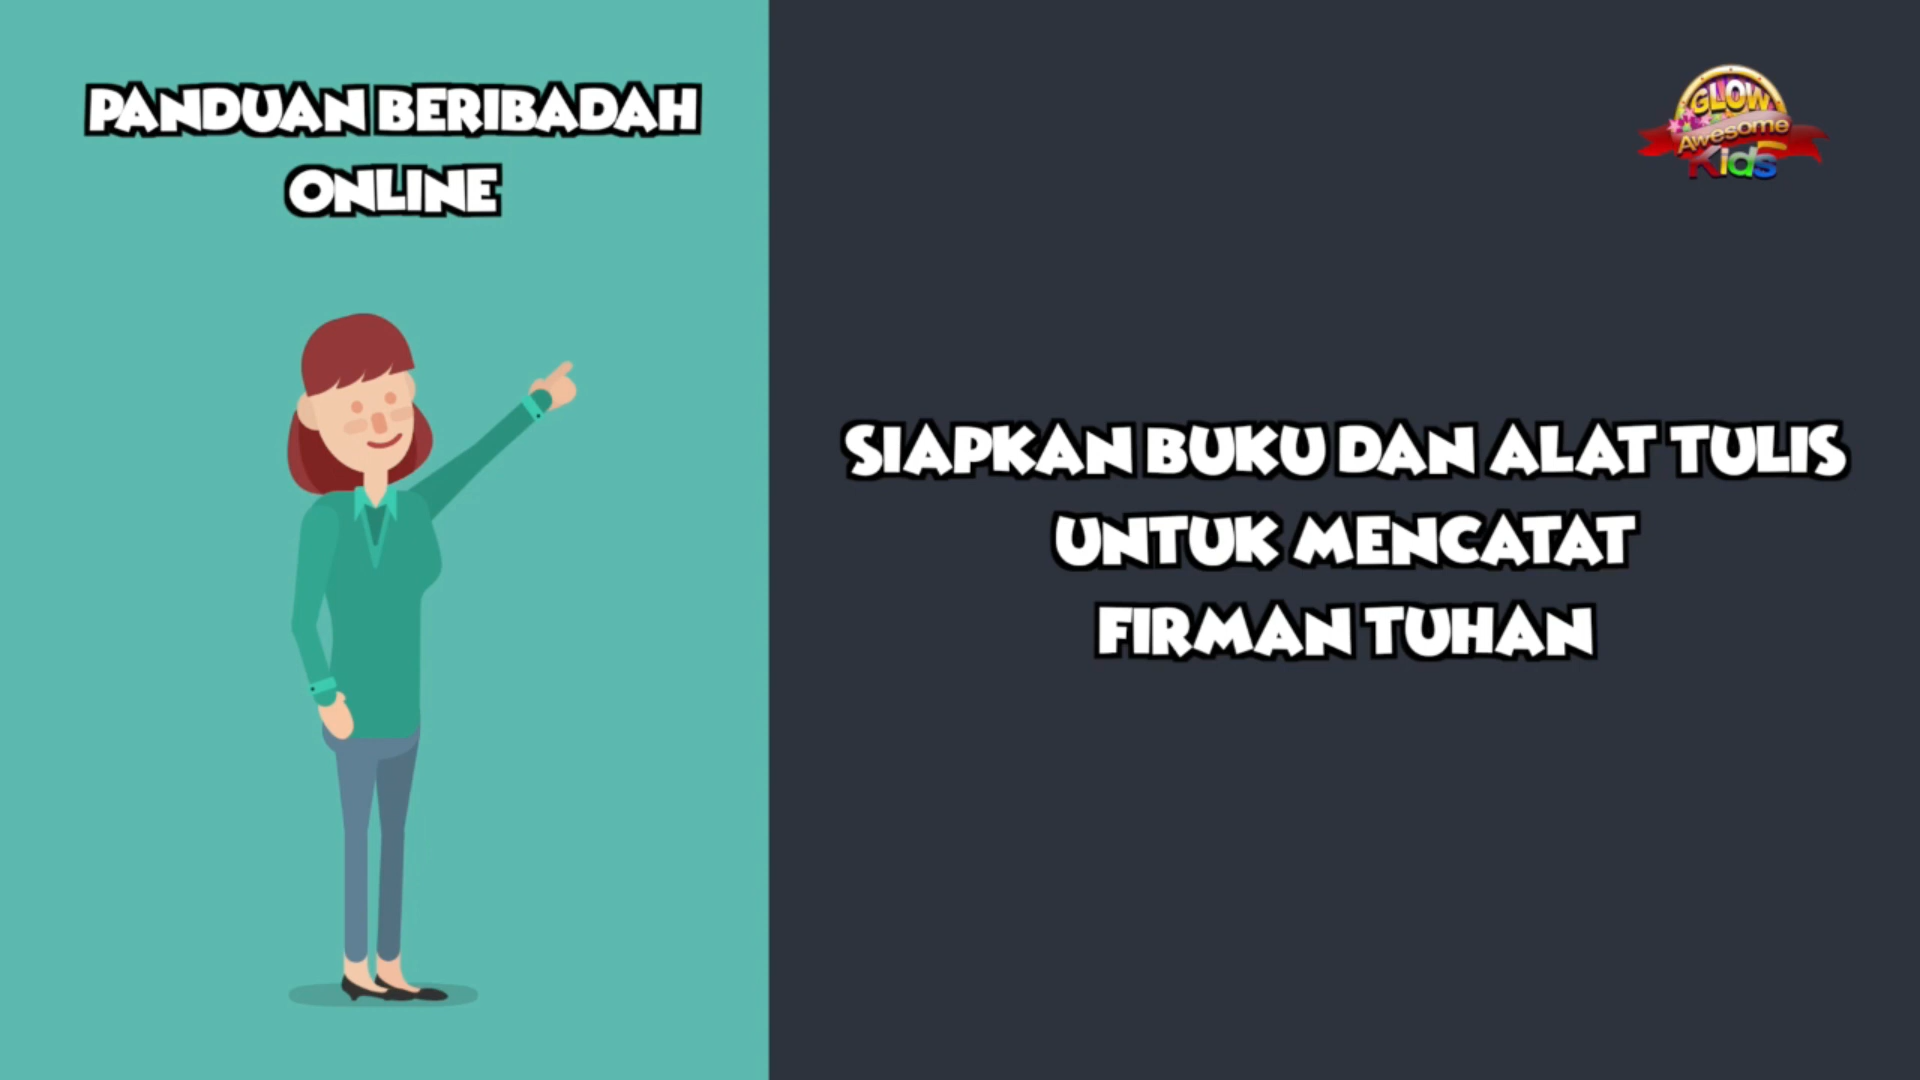 PANDUAN BERIBADAH
ONLINE
GLOW
Awesome
Kids
SIAPKAN BUKU DAN ALAT TULIS
UNTUK MENCATAT
FIRMAN TUHAN